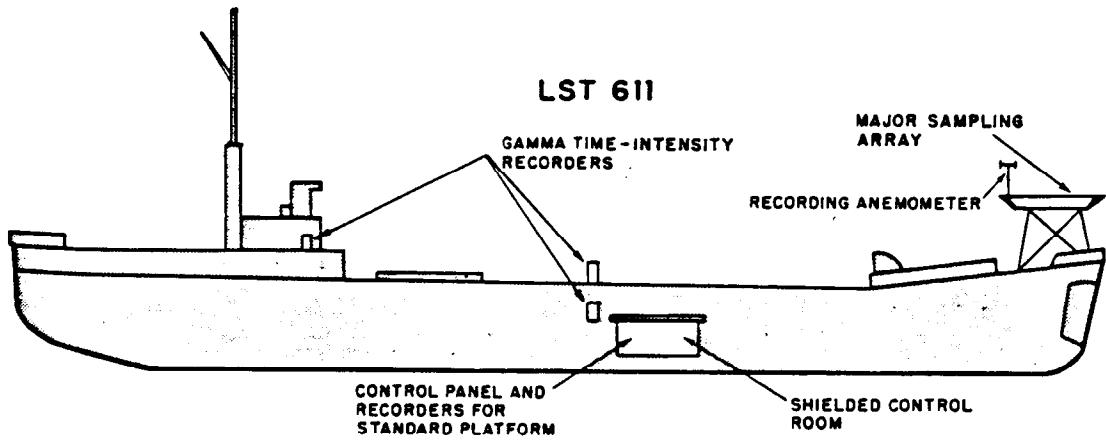 LST 611
GAMMA TIME-INTENSITY
RECORDERS
MAJOR SAMPLING
ARRAY
RECORDING ANEMOMETER
CONTROL PANEL AND
RECORDERS FOR
STANDARD PLATFORM
SHIELDED CONTROL
ROOM